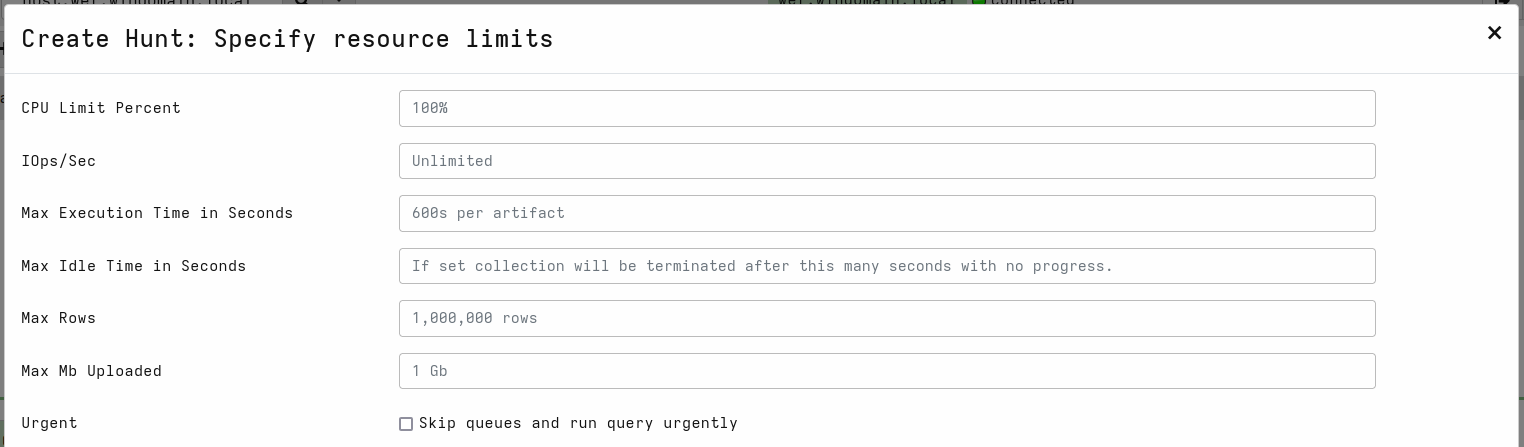 Create Hunt: Specify resource limits
CPU Limit Percent 100%
IOps/Sec Unlimited
Max Execution Time in Seconds 600s per artifact
Max Idle Time in Seconds If set collection will be terminated after this many seconds with no progress.
Max Rows 1,000,000 rows
Max Mb Uploaded 1 Gb
Urgent Skip queues and run query urgently